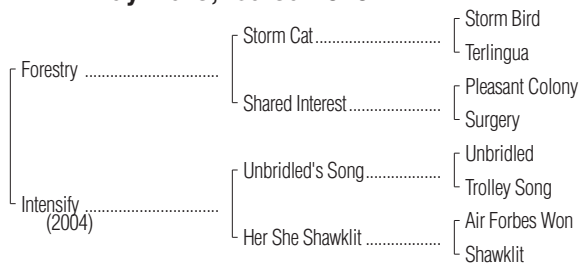 Storm Bird
Storm Cat
Terlingua
Forestry
Pleasant Colony
Shared Interest
Surgery
Unbridled
Unbridled's Song
Trolley Song
Intensify
(2004)
Air Forbes Won
Her She Shawklit
Shawklit